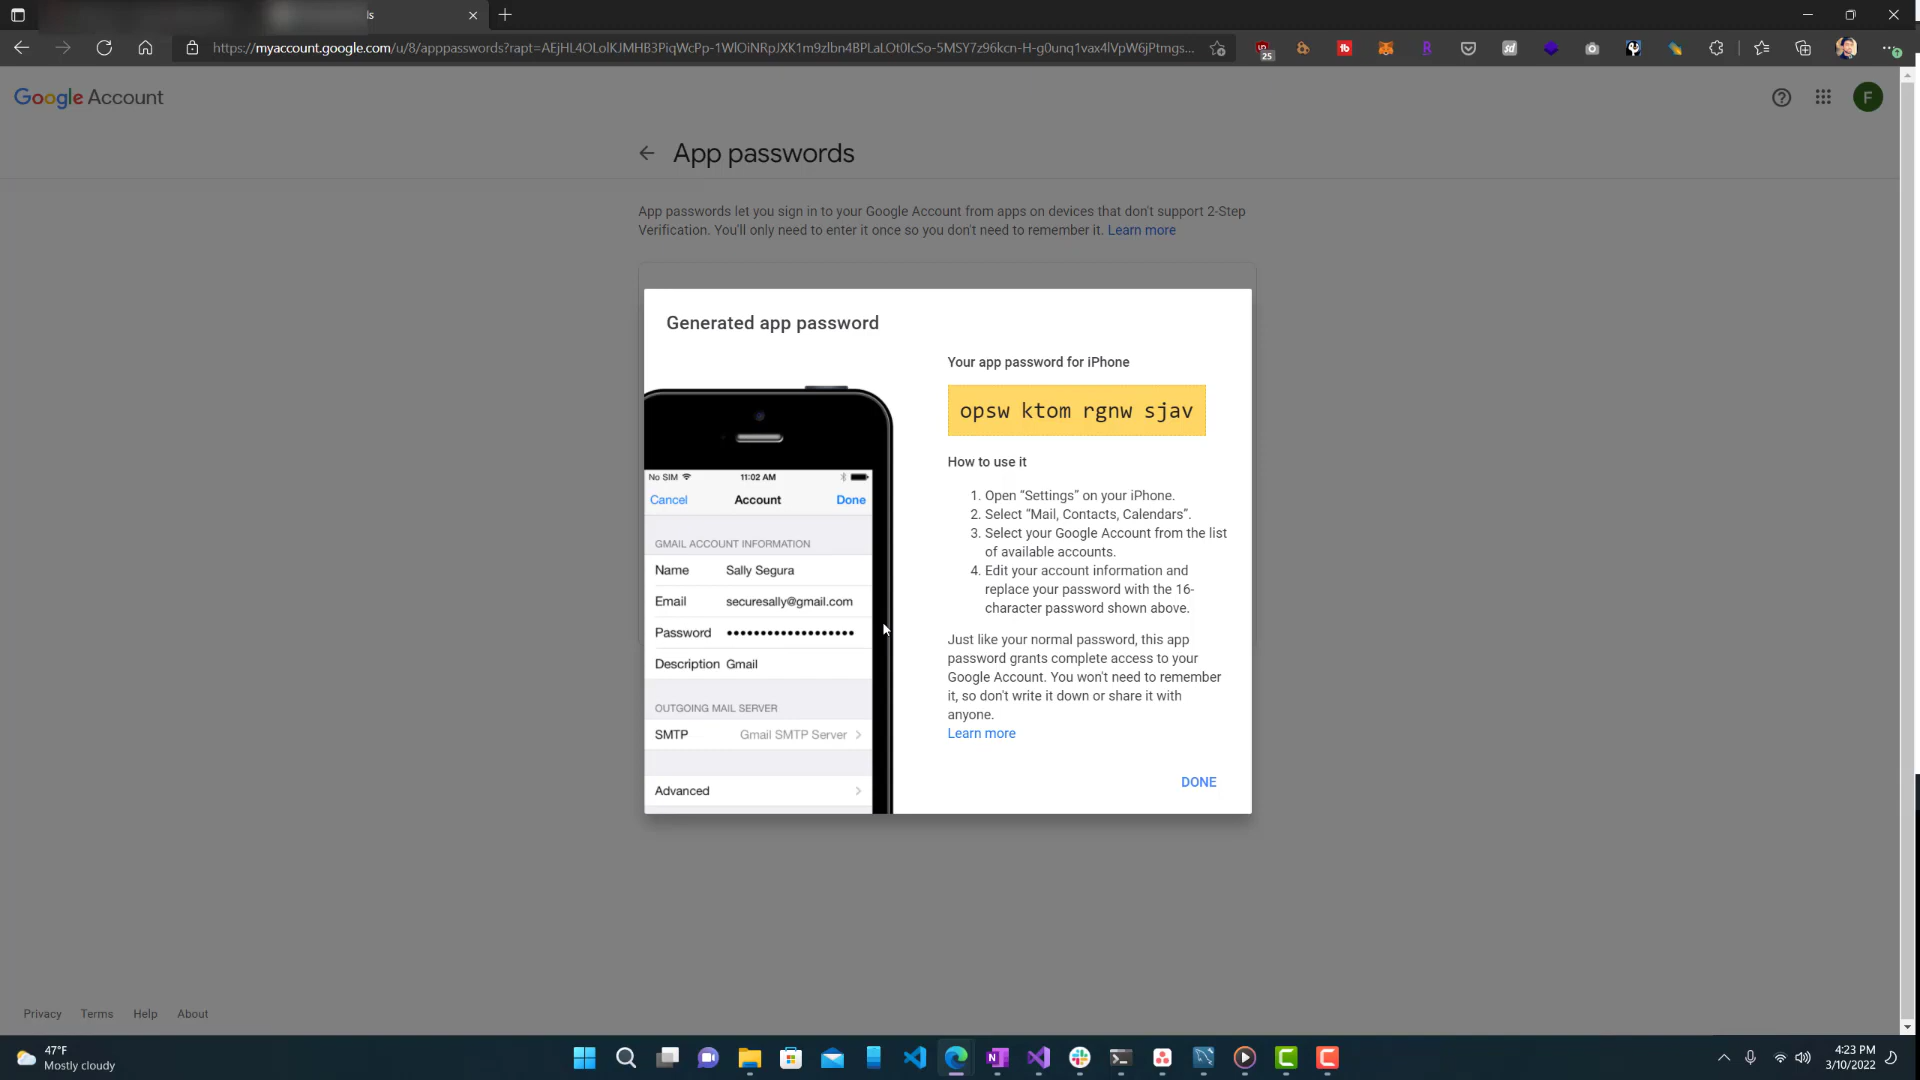 https://myaccount.google.com/u/8/apppasswords?rapt=
25
Google Account
F
App passwords
App passwords let you sign in to your Google Account from apps on devices that don't support 2-Step
Verification. You'll only need to enter it once so you don't need to remember it. Learn more
Generated app password
No SIM
11:02 AM
Cancel
Account
Done
GMAIL ACCOUNT INFORMATION
Name Sally Segura
Email securesally@gmail.com
Password •••••••••••••••••••
Description Gmail
OUTGOING MAIL SERVER
SMTP Gmail SMTP Server
Advanced
Your app password for iPhone
opsw ktom rgnw sjav
How to use it
1. Open “Settings” on your iPhone.
2. Select “Mail, Contacts, Calendars”.
3. Select your Google Account from the list
of available accounts.
4. Edit your account information and
replace your password with the 16-
character password shown above.
Just like your normal password, this app
password grants complete access to your
Google Account. You won't need to remember
it, so don't write it down or share it with
anyone.
Learn more
DONE
Privacy Terms Help About
47°F
Mostly cloudy
4:23 PM
3/10/2022